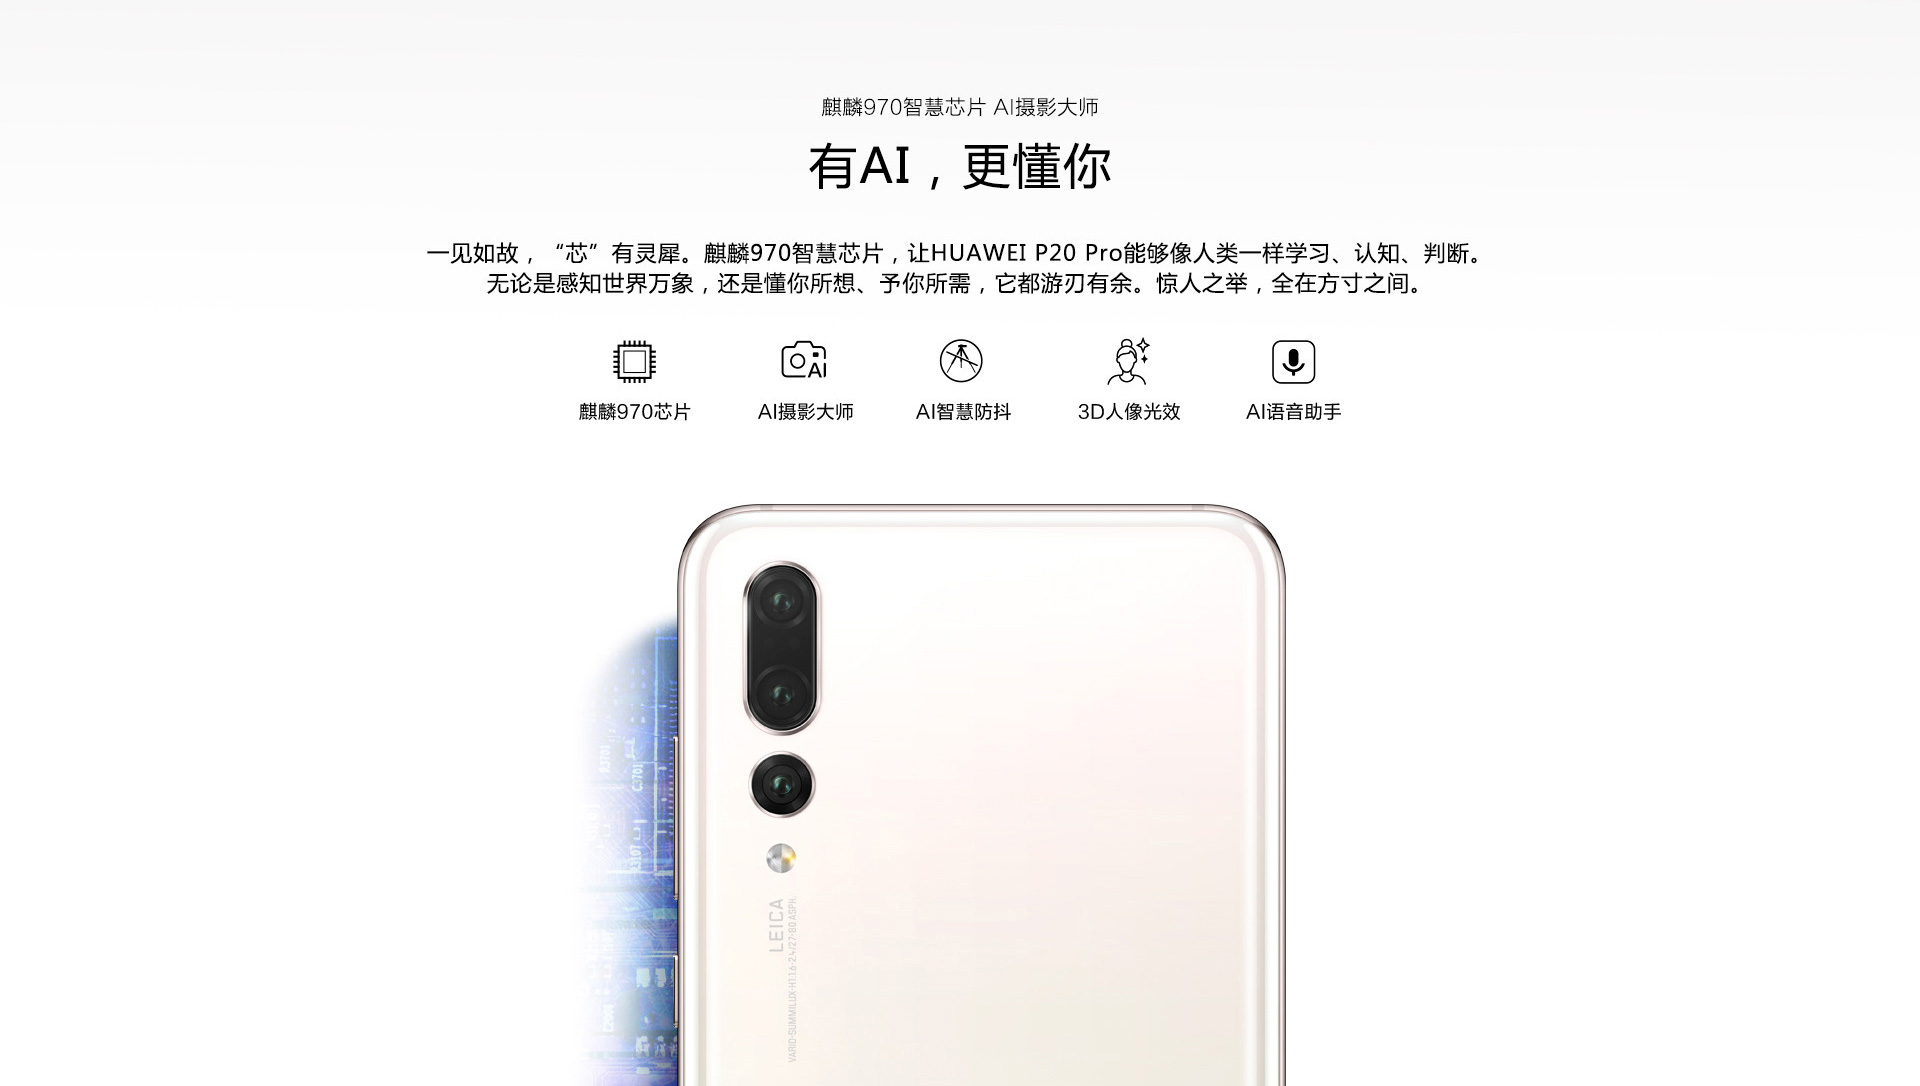 麒麟970智慧芯片 AI摄影大师
有AI，更懂你
一见如故，“芯”有灵犀。麒麟970智慧芯片，让HUAWEI P20 Pro能够像人类一样学习、认知、判断。
无论是感知世界万象，还是懂你所想、予你所需，它都游刃有余。惊人之举，全在方寸之间。
AI
麒麟970芯片
AI摄影大师
AI智慧防抖
3D人像光效
AI语音助手
R3701
C3701
R3107
LEICA
VARIO-SUMMILUX-H 1:1.6-2.4/27-80 ASPH.